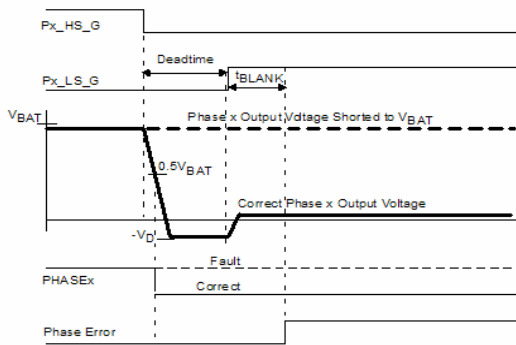 Px_HS_G
Deadtime
tBLANK
Px_LS_G
VBAT
Phase x Output Voltage Shorted to VBAT
0.5VBAT
Correct Phase x Output Voltage
-VD
Fault
PHASEx
Correct
Phase Error